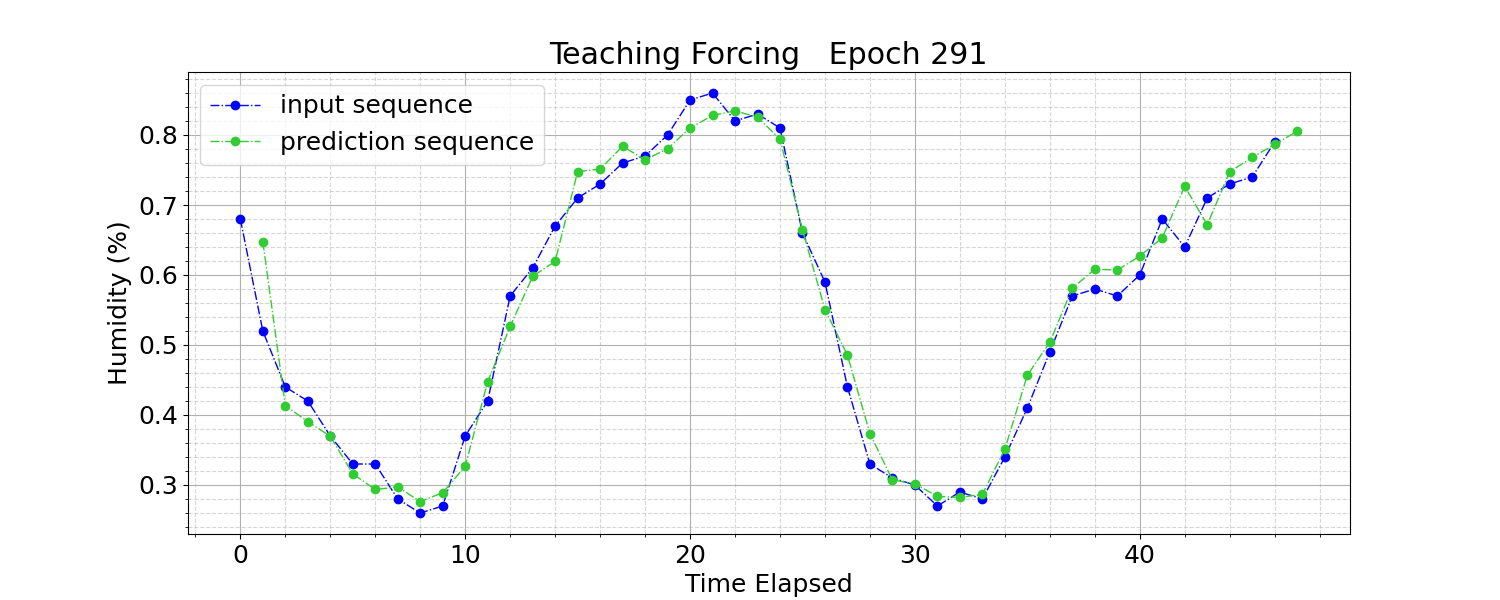 Teaching Forcing   Epoch 291
input sequence
prediction sequence
Humidity (%)
0.8
0.7
0.6
0.5
0.4
0.3
0 10 20 30 40
Time Elapsed